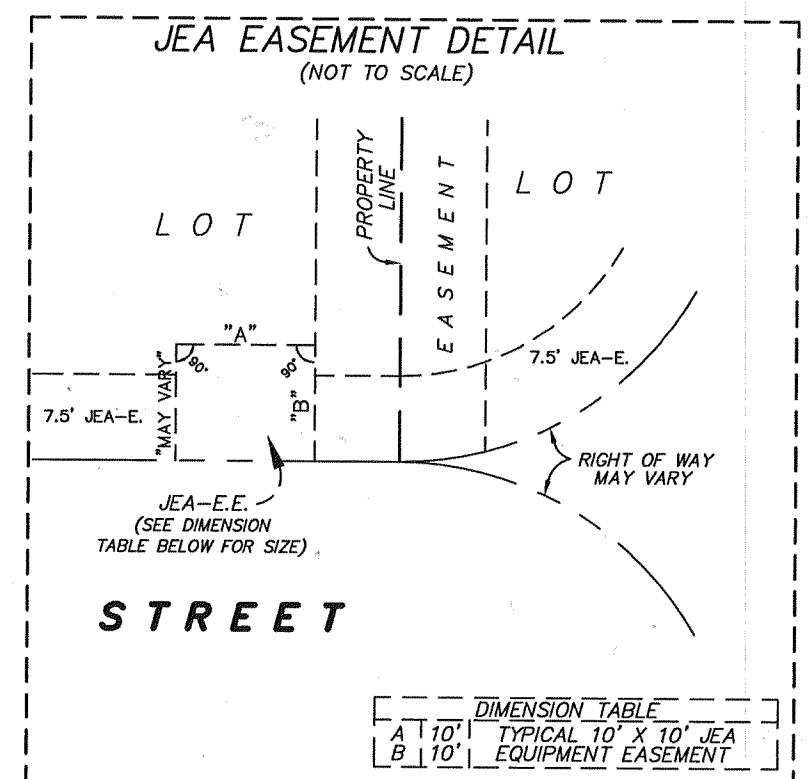 JEA EASEMENT DETAIL
(NOT TO SCALE)
LOT
PROPERTY
LINE
EASEMENT
LOT
"A"
90°
90°
"MAY VARY"
"B"
7.5' JEA-E.
7.5' JEA-E.
RIGHT OF WAY
MAY VARY
JEA-E.E.
(SEE DIMENSION
TABLE BELOW FOR SIZE)
STREET
DIMENSION TABLE
A 10' TYPICAL 10' X 10' JEA
B 10' EQUIPMENT EASEMENT